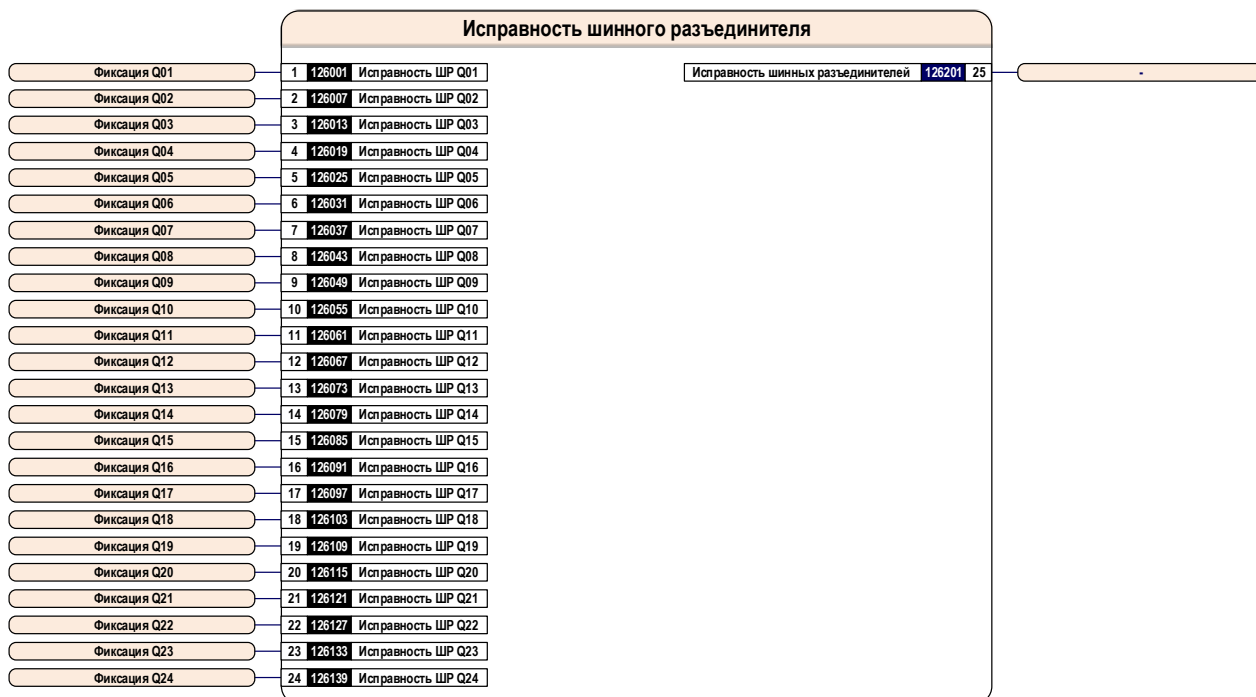 Исправность шинного разъединителя
Фиксация Q01 1 126001 Исправность ШР Q01 Исправность шинных разъединителей 126201 25 -
Фиксация Q02 2 126007 Исправность ШР Q02
Фиксация Q03 3 126013 Исправность ШР Q03
Фиксация Q04 4 126019 Исправность ШР Q04
Фиксация Q05 5 126025 Исправность ШР Q05
Фиксация Q06 6 126031 Исправность ШР Q06
Фиксация Q07 7 126037 Исправность ШР Q07
Фиксация Q08 8 126043 Исправность ШР Q08
Фиксация Q09 9 126049 Исправность ШР Q09
Фиксация Q10 10 126055 Исправность ШР Q10
Фиксация Q11 11 126061 Исправность ШР Q11
Фиксация Q12 12 126067 Исправность ШР Q12
Фиксация Q13 13 126073 Исправность ШР Q13
Фиксация Q14 14 126079 Исправность ШР Q14
Фиксация Q15 15 126085 Исправность ШР Q15
Фиксация Q16 16 126091 Исправность ШР Q16
Фиксация Q17 17 126097 Исправность ШР Q17
Фиксация Q18 18 126103 Исправность ШР Q18
Фиксация Q19 19 126109 Исправность ШР Q19
Фиксация Q20 20 126115 Исправность ШР Q20
Фиксация Q21 21 126121 Исправность ШР Q21
Фиксация Q22 22 126127 Исправность ШР Q22
Фиксация Q23 23 126133 Исправность ШР Q23
Фиксация Q24 24 126139 Исправность ШР Q24